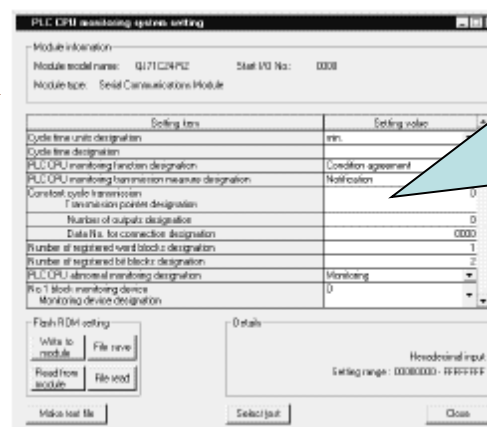 PLC CPU monitoring system setting
Module information
Module model name: QJ71C24-R2 Start I/O No.: 0000
Module type: Serial Communications Module
Setting item Setting value
Cycle time units designation min.
Cycle time designation
PLC CPU monitoring function designation Condition agreement
PLC CPU monitoring transmission measure designation Notification
Constant cycle transmission 0
Transmission pointer designation
Number of outputs designation 0
Data No. for connection designation 0000
Number of registered word blocks designation 1
Number of registered bit blocks designation 2
PLC CPU abnormal monitoring designation Monitoring
No.1 block monitoring device D
Monitoring device designation
Flash ROM setting
Write to module
File save
Read from module
File read
Details
Hexadecimal input
Setting range : 00000000 - FFFFFFFF
Make text file
Select port
Close